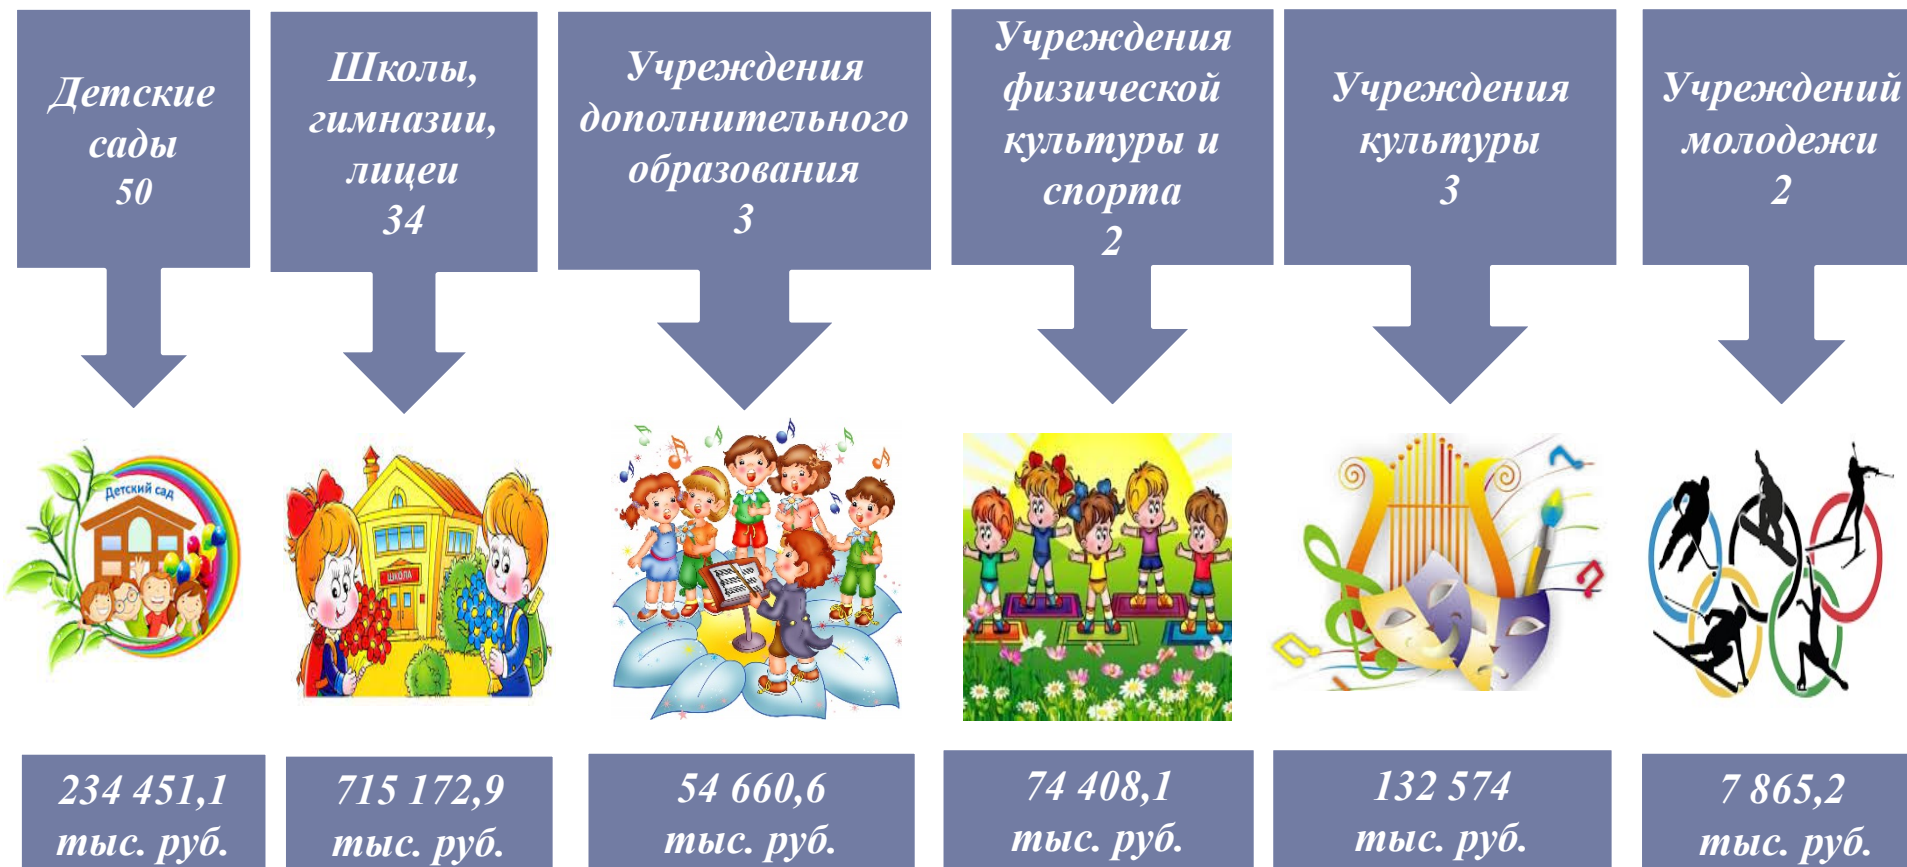 Детские
сады
50
Школы,
гимназии,
лицеи
34
Учреждения
дополнительного
образования
3
Учреждения
физической
культуры и
спорта
2
Учреждения
культуры
3
Учреждений
молодежи
2
Детский сад
ШКОЛА
234 451,1
тыс. руб.
715 172,9
тыс. руб.
54 660,6
тыс. руб.
74 408,1
тыс. руб.
132 574
тыс. руб.
7 865,2
тыс. руб.